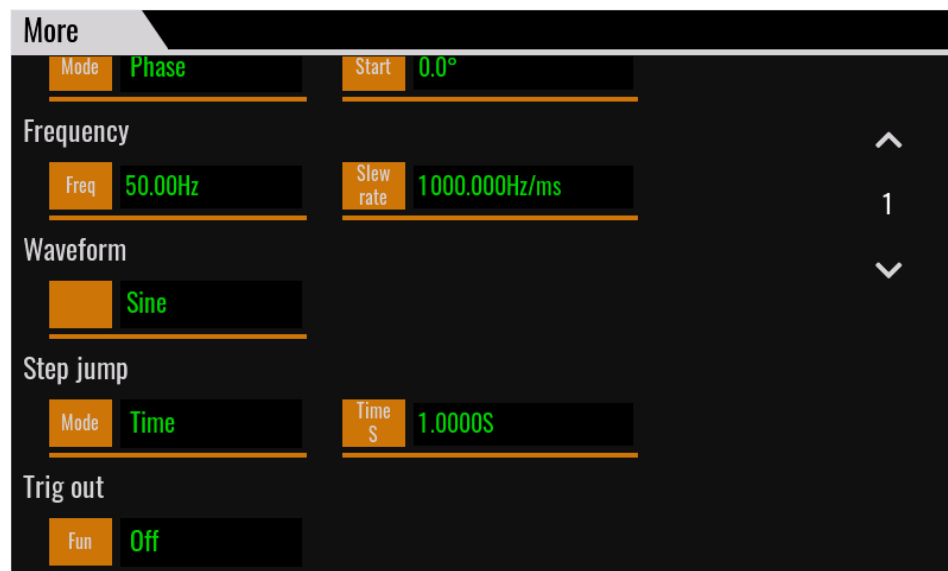 More
Mode Phase Start 0.0°
Frequency
Freq 50.00Hz Slew rate 1000.000Hz/ms
1
Waveform
Sine
Step jump
Mode Time Time S 1.0000S
Trig out
Fun Off